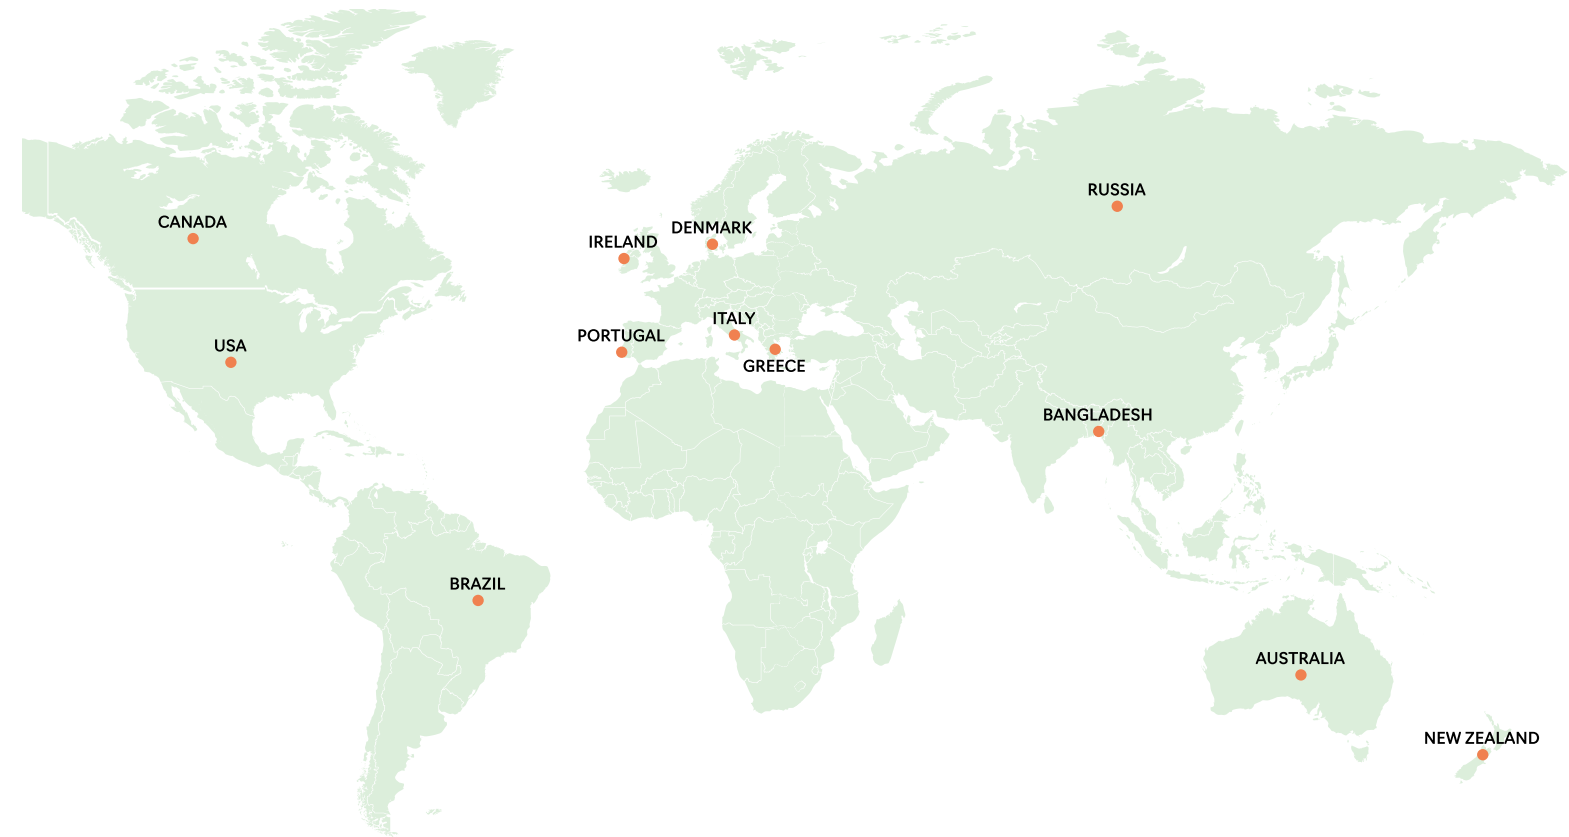 RUSSIA
CANADA
DENMARK
IRELAND
ITALY
PORTUGAL
USA
GREECE
BANGLADESH
BRAZIL
AUSTRALIA
NEW ZEALAND